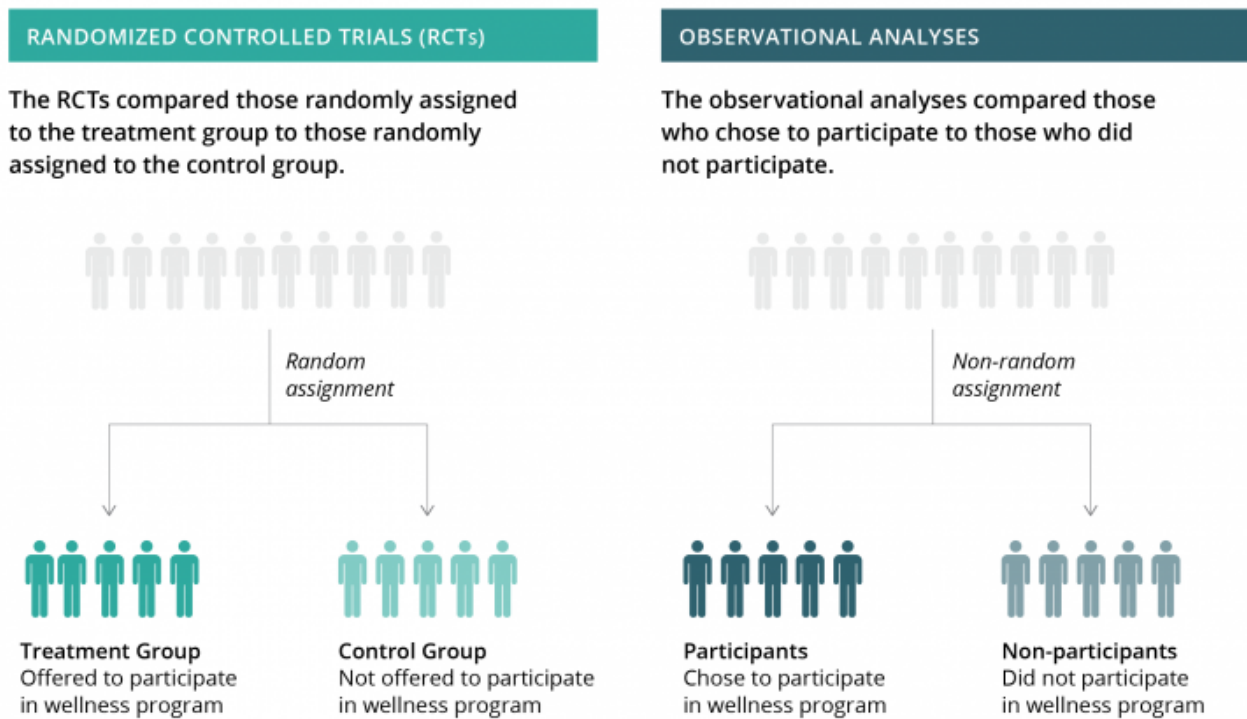 RANDOMIZED CONTROLLED TRIALS (RCTs)
The RCTs compared those randomly assigned
to the treatment group to those randomly
assigned to the control group.
Random
assignment
Treatment Group
Offered to participate
in wellness program
Control Group
Not offered to participate
in wellness program
OBSERVATIONAL ANALYSES
The observational analyses compared those
who chose to participate to those who did
not participate.
Non-random
assignment
Participants
Chose to participate
in wellness program
Non-participants
Did not participate
in wellness program